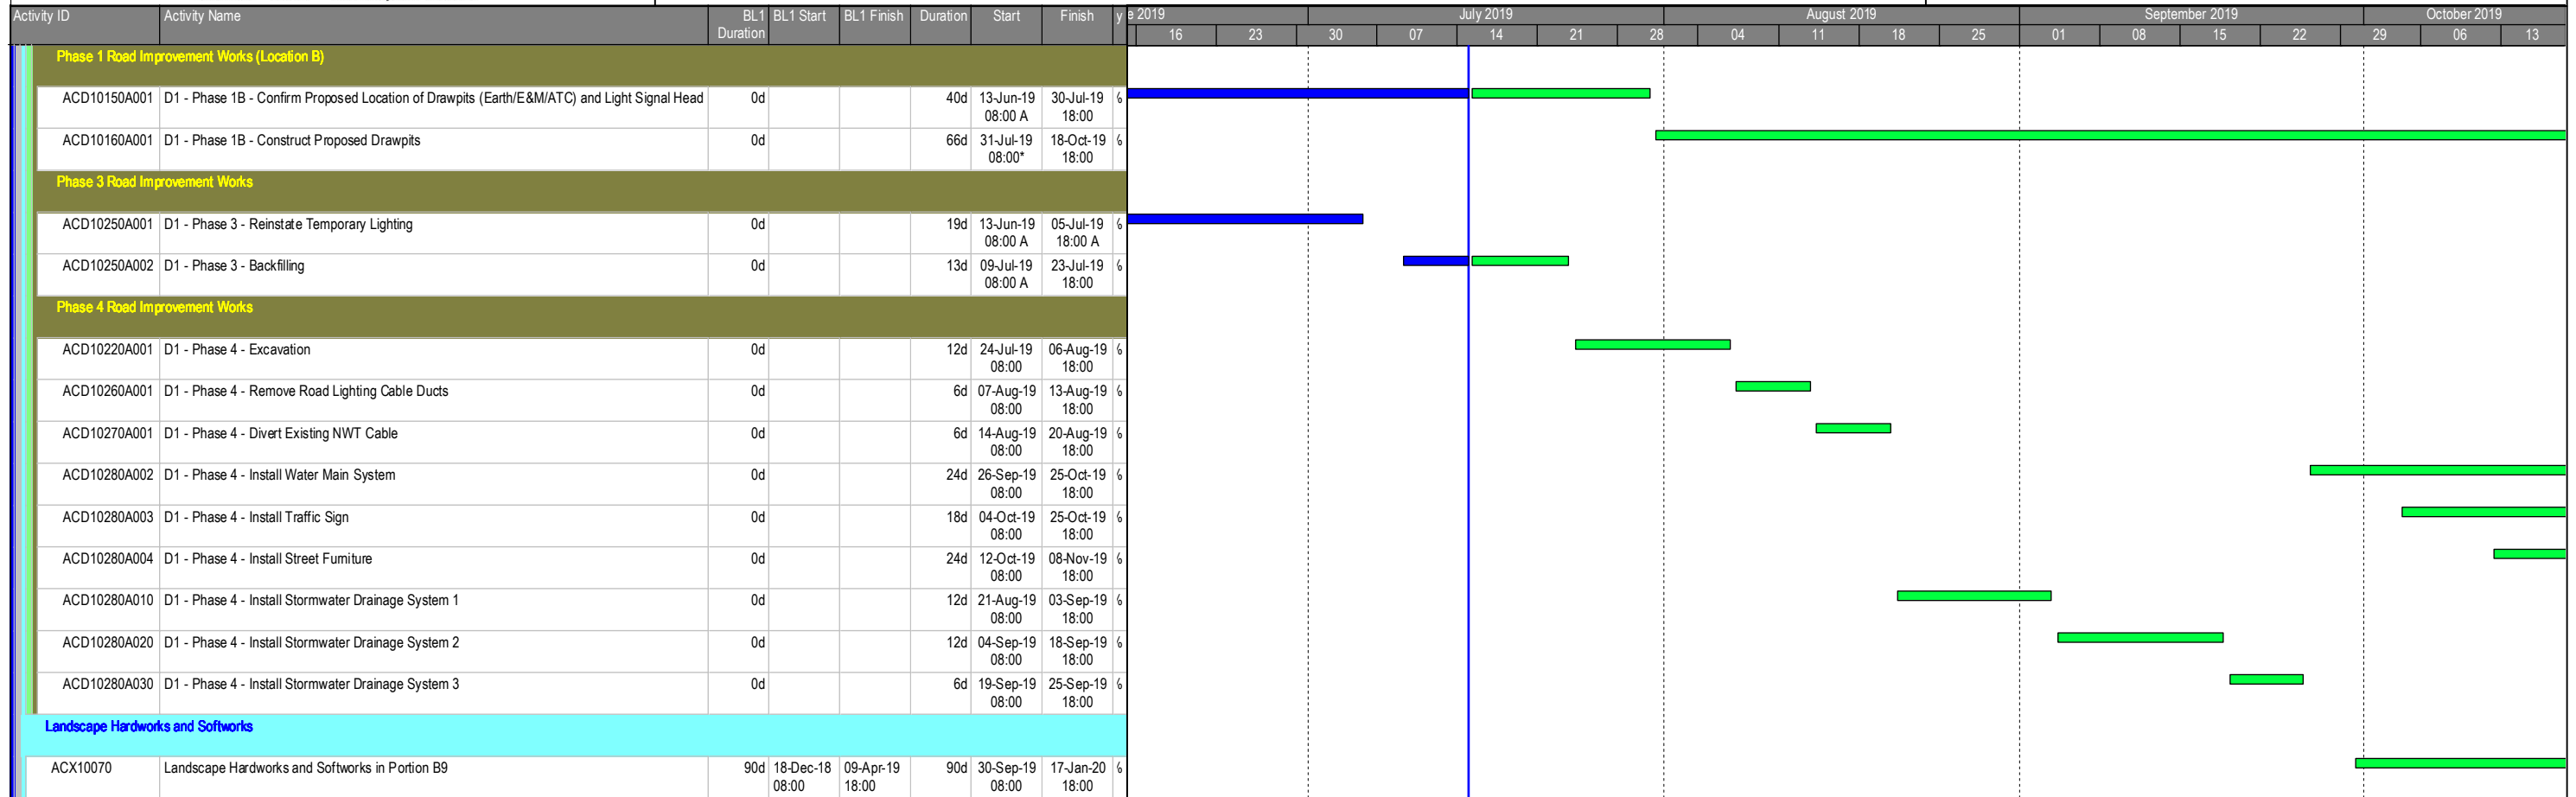 Activity ID Activity Name BL1 BL1 Start BL1 Finish Duration Start Finish y e 2019 July 2019 August 2019 September 2019 October 2019
Duration 16 23 30 07 14 21 28 04 11 18 25 01 08 15 22 29 06 13
Phase 1 Road Improvement Works (Location B)
ACD10150A001 D1 - Phase 1B - Confirm Proposed Location of Drawpits (Earth/E&M/ATC) and Light Signal Head 0d 40d 13-Jun-19 30-Jul-19 %
08:00 A 18:00
ACD10160A001 D1 - Phase 1B - Construct Proposed Drawpits 0d 66d 31-Jul-19 18-Oct-19 %
08:00* 18:00
Phase 3 Road Improvement Works
ACD10250A001 D1 - Phase 3 - Reinstate Temporary Lighting 0d 19d 13-Jun-19 05-Jul-19 %
08:00 A 18:00 A
ACD10250A002 D1 - Phase 3 - Backfilling 0d 13d 09-Jul-19 23-Jul-19 %
08:00 A 18:00
Phase 4 Road Improvement Works
ACD10220A001 D1 - Phase 4 - Excavation 0d 12d 24-Jul-19 06-Aug-19 %
08:00 18:00
ACD10260A001 D1 - Phase 4 - Remove Road Lighting Cable Ducts 0d 6d 07-Aug-19 13-Aug-19 %
08:00 18:00
ACD10270A001 D1 - Phase 4 - Divert Existing NWT Cable 0d 6d 14-Aug-19 20-Aug-19 %
08:00 18:00
ACD10280A002 D1 - Phase 4 - Install Water Main System 0d 24d 26-Sep-19 25-Oct-19 %
08:00 18:00
ACD10280A003 D1 - Phase 4 - Install Traffic Sign 0d 18d 04-Oct-19 25-Oct-19 %
08:00 18:00
ACD10280A004 D1 - Phase 4 - Install Street Furniture 0d 24d 12-Oct-19 08-Nov-19 %
08:00 18:00
ACD10280A010 D1 - Phase 4 - Install Stormwater Drainage System 1 0d 12d 21-Aug-19 03-Sep-19 %
08:00 18:00
ACD10280A020 D1 - Phase 4 - Install Stormwater Drainage System 2 0d 12d 04-Sep-19 18-Sep-19 %
08:00 18:00
ACD10280A030 D1 - Phase 4 - Install Stormwater Drainage System 3 0d 6d 19-Sep-19 25-Sep-19 %
08:00 18:00
Landscape Hardworks and Softworks
ACX10070 Landscape Hardworks and Softworks in Portion B9 90d 18-Dec-18 09-Apr-19 90d 30-Sep-19 17-Jan-20 %
08:00 18:00 08:00 18:00